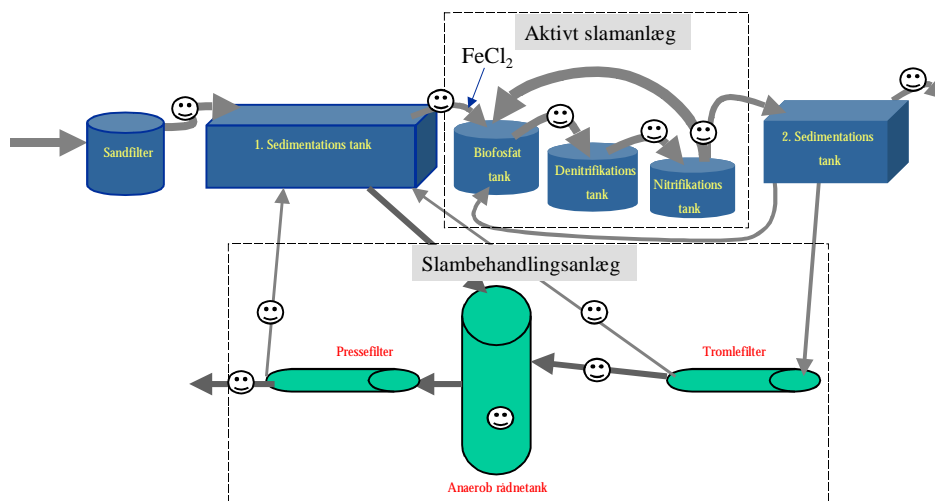 Aktivt slamanlæg
FeCl2
Sandfilter
1. Sedimentations tank
Biofosfat
tank
Denitrifikations
tank
Nitrifikations
tank
2. Sedimentations
tank
Slambehandlingsanlæg
Pressefilter
Tromlefilter
Anaerob rådnetank